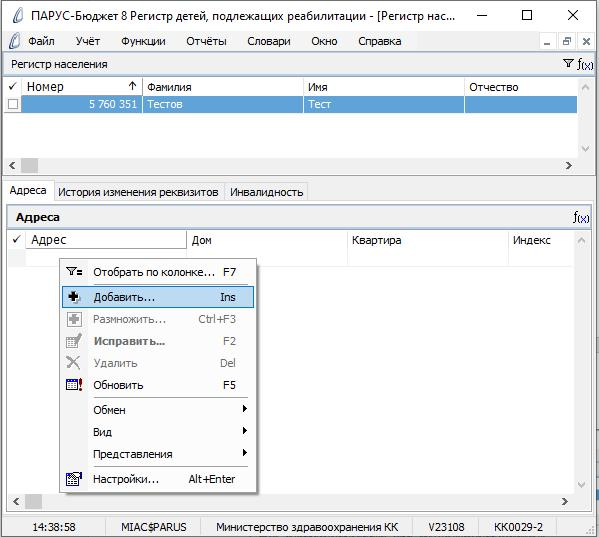 ПАРУС-Бюджет 8 Регистр детей, подлежащих реабилитации - [Регистр нас...
Файл Учёт Функции Отчёты Словари Окно Справка
Регистр населения f(x)
✓ Номер Фамилия Имя Отчество
5 760 351 Тестов Тест
Адреса История изменения реквизитов Инвалидность
Адреса f(x)
✓ Адрес Дом Квартира Индекс
Отобрать по колонке... F7
Добавить... Ins
Размножить... Ctrl+F3
Исправить... F2
Удалить Del
Обновить F5
Обмен
Вид
Представления
Настройки... Alt+Enter
14:38:58 MIAC$PARUS Министерство здравоохранения КК V23108 КК0029-2